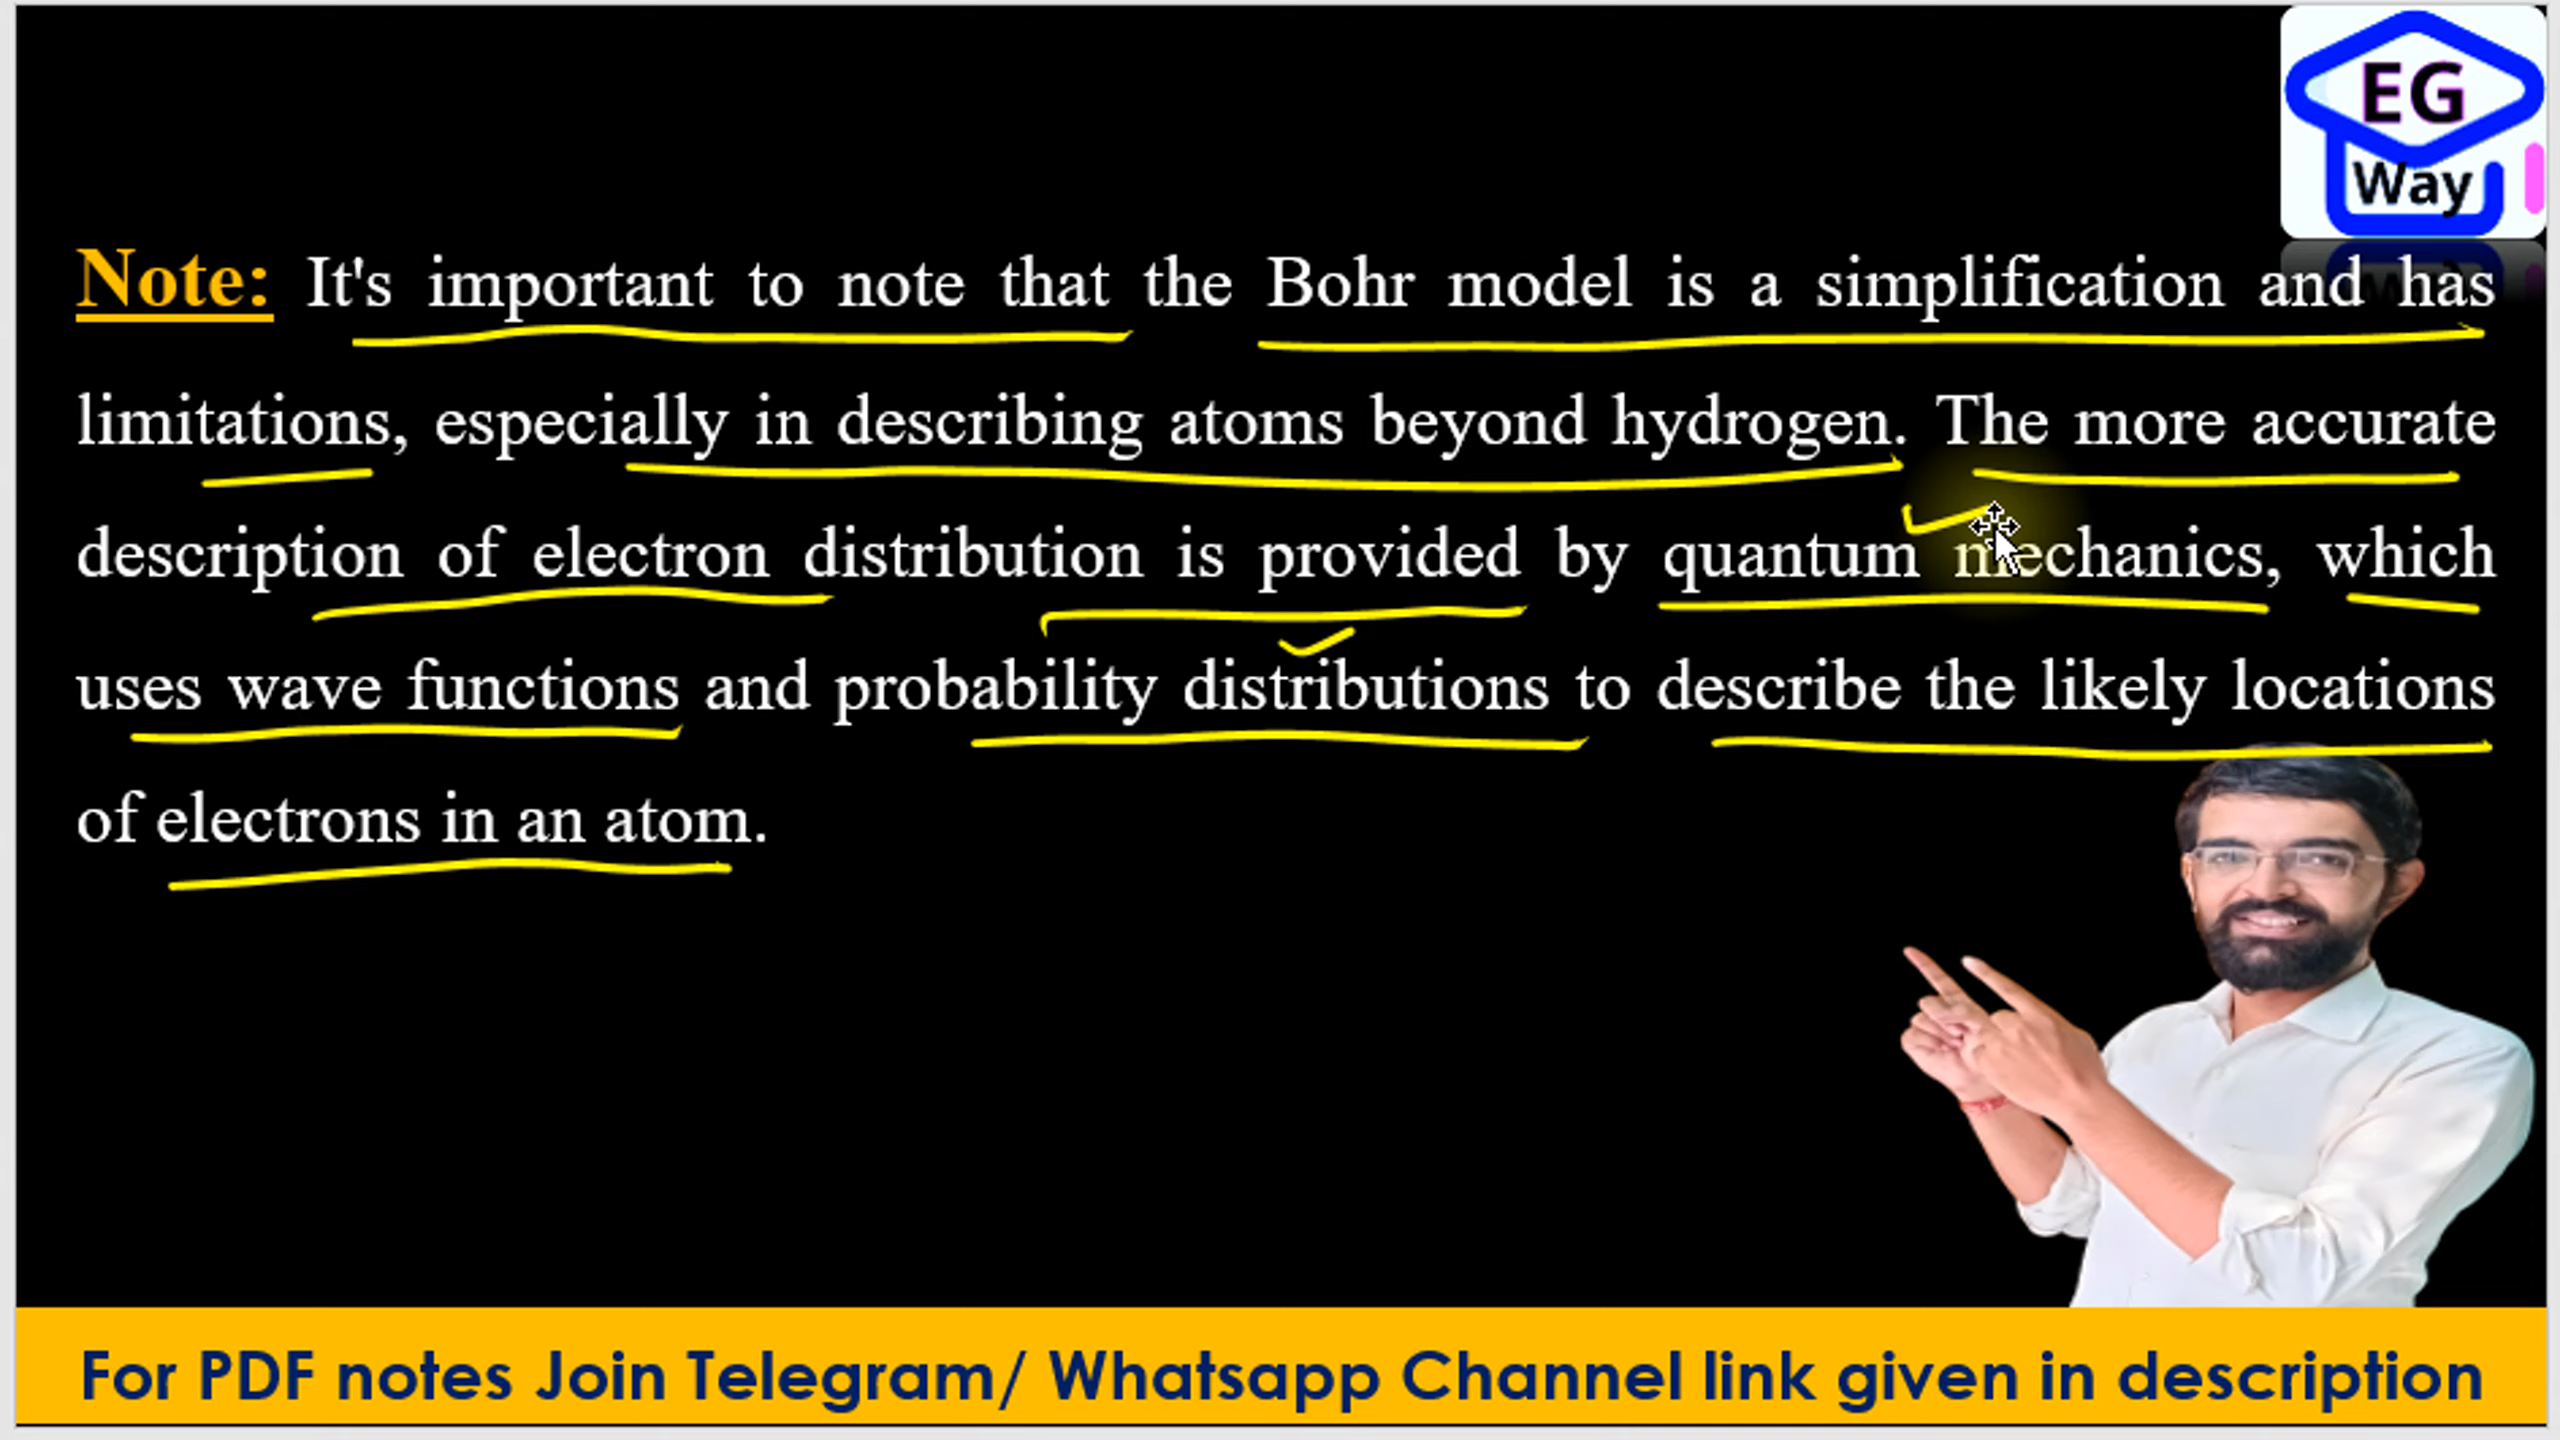 EG
Way
Note: It's important to note that the Bohr model is a simplification and has
limitations, especially in describing atoms beyond hydrogen. The more accurate
description of electron distribution is provided by quantum mechanics, which
uses wave functions and probability distributions to describe the likely locations
of electrons in an atom.
For PDF notes Join Telegram/ Whatsapp Channel link given in description